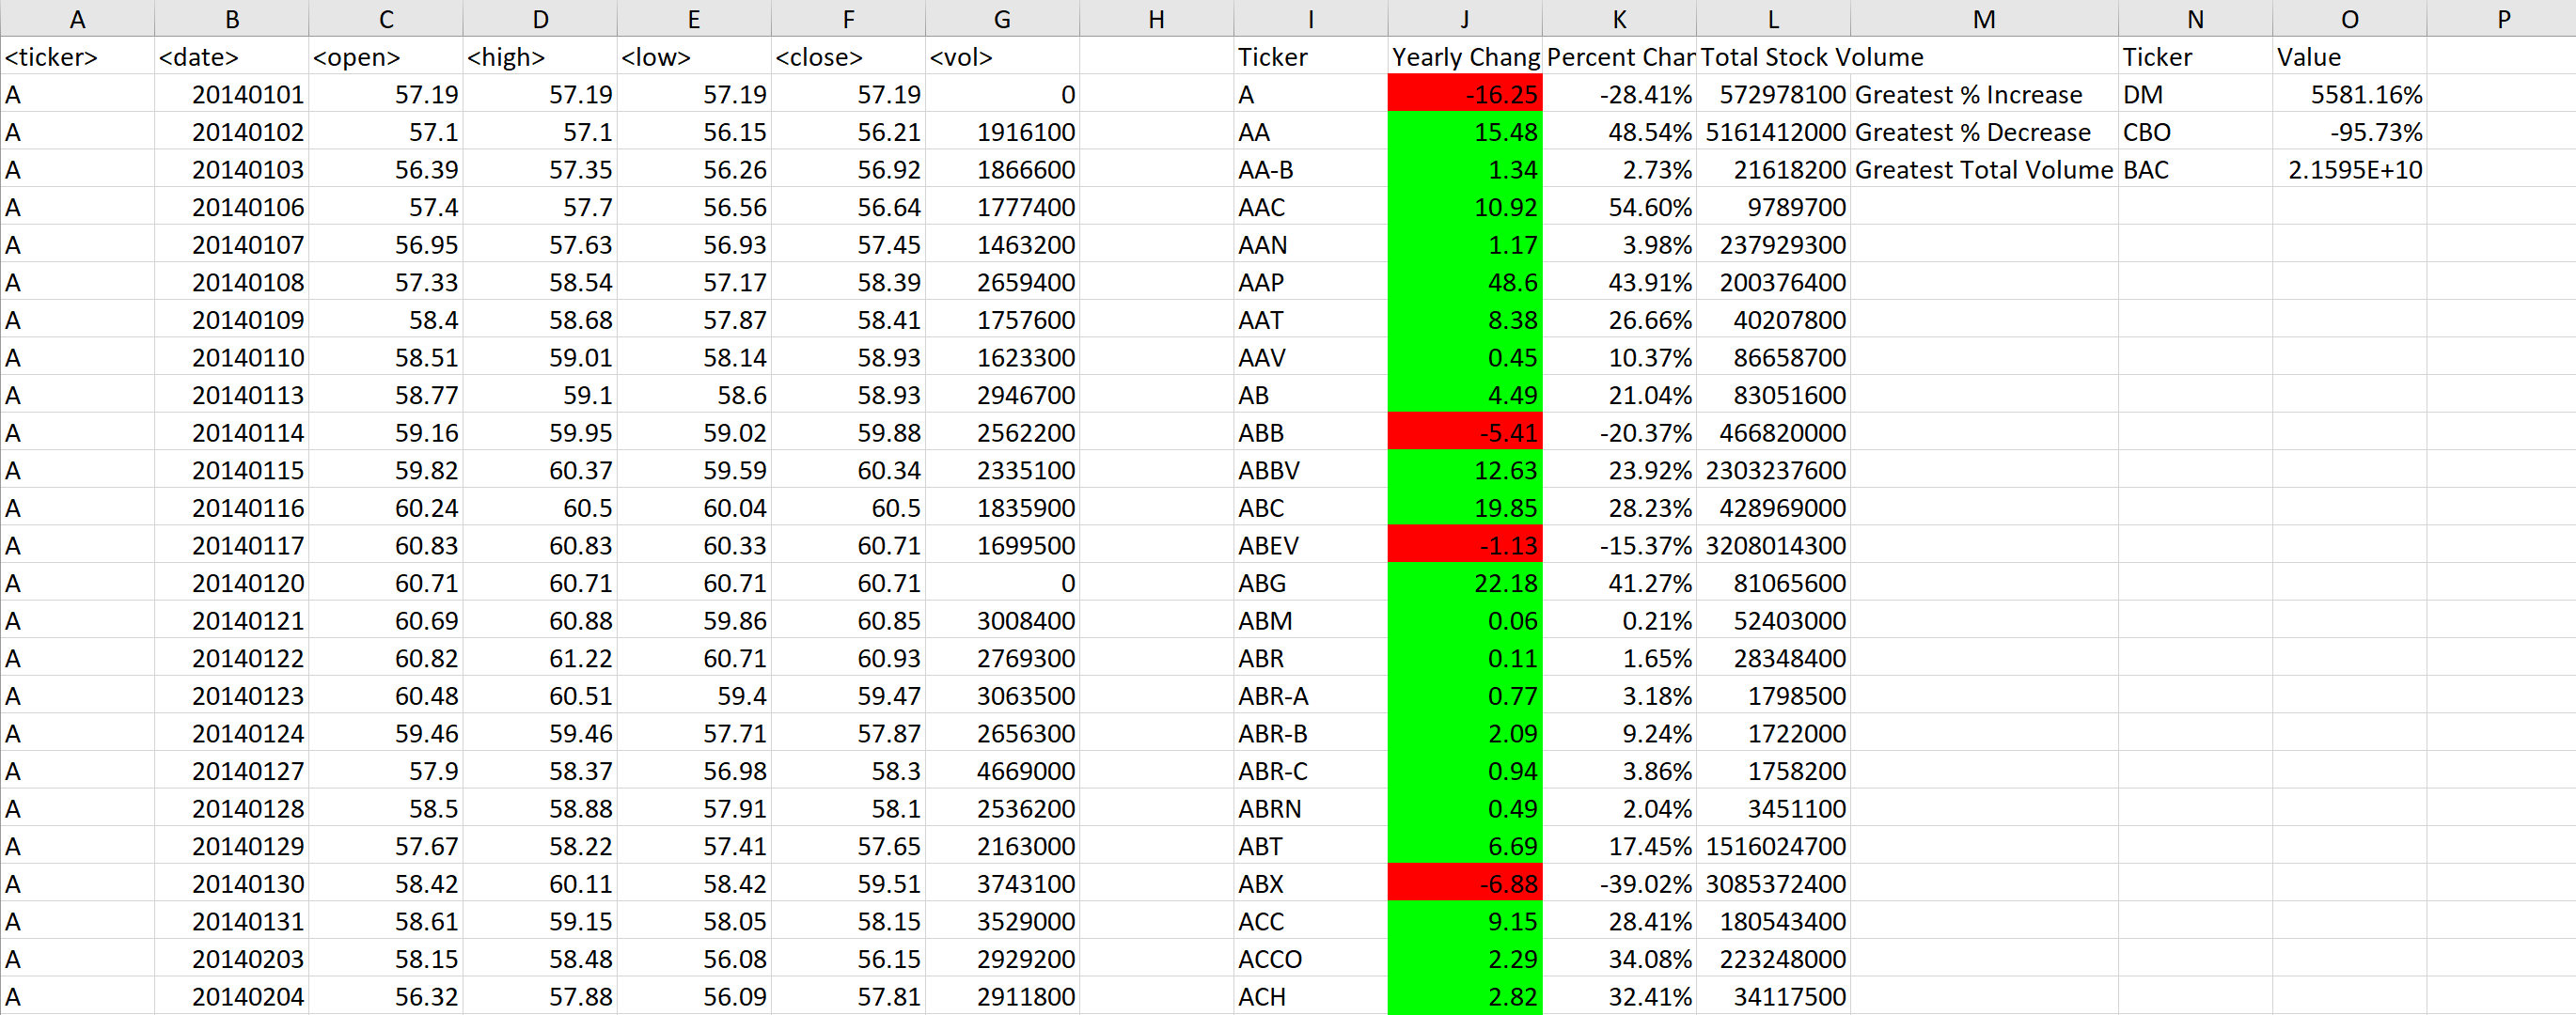 A B C D E F G H I J K L M N O P
<ticker> <date> <open> <high> <low> <close> <vol> Ticker Yearly Chang Percent Char Total Stock Volume Ticker Value
A 20140101 57.19 57.19 57.19 57.19 0 A -16.25 -28.41% 572978100 Greatest % Increase DM 5581.16%
A 20140102 57.1 57.1 56.15 56.21 1916100 AA 15.48 48.54% 5161412000 Greatest % Decrease CBO -95.73%
A 20140103 56.39 57.35 56.26 56.92 1866600 AA-B 1.34 2.73% 21618200 Greatest Total Volume BAC 2.1595E+10
A 20140106 57.4 57.7 56.56 56.64 1777400 AAC 10.92 54.60% 9789700
A 20140107 56.95 57.63 56.93 57.45 1463200 AAN 1.17 3.98% 237929300
A 20140108 57.33 58.54 57.17 58.39 2659400 AAP 48.6 43.91% 200376400
A 20140109 58.4 58.68 57.87 58.41 1757600 AAT 8.38 26.66% 40207800
A 20140110 58.51 59.01 58.14 58.93 1623300 AAV 0.45 10.37% 86658700
A 20140113 58.77 59.1 58.6 58.93 2946700 AB 4.49 21.04% 83051600
A 20140114 59.16 59.95 59.02 59.88 2562200 ABB -5.41 -20.37% 466820000
A 20140115 59.82 60.37 59.59 60.34 2335100 ABBV 12.63 23.92% 2303237600
A 20140116 60.24 60.5 60.04 60.5 1835900 ABC 19.85 28.23% 428969000
A 20140117 60.83 60.83 60.33 60.71 1699500 ABEV -1.13 -15.37% 3208014300
A 20140120 60.71 60.71 60.71 60.71 0 ABG 22.18 41.27% 81065600
A 20140121 60.69 60.88 59.86 60.85 3008400 ABM 0.06 0.21% 52403000
A 20140122 60.82 61.22 60.71 60.93 2769300 ABR 0.11 1.65% 28348400
A 20140123 60.48 60.51 59.4 59.47 3063500 ABR-A 0.77 3.18% 1798500
A 20140124 59.46 59.46 57.71 57.87 2656300 ABR-B 2.09 9.24% 1722000
A 20140127 57.9 58.37 56.98 58.3 4669000 ABR-C 0.94 3.86% 1758200
A 20140128 58.5 58.88 57.91 58.1 2536200 ABRN 0.49 2.04% 3451100
A 20140129 57.67 58.22 57.41 57.65 2163000 ABT 6.69 17.45% 1516024700
A 20140130 58.42 60.11 58.42 59.51 3743100 ABX -6.88 -39.02% 3085372400
A 20140131 58.61 59.15 58.05 58.15 3529000 ACC 9.15 28.41% 180543400
A 20140203 58.15 58.48 56.08 56.15 2929200 ACCO 2.29 34.08% 223248000
A 20140204 56.32 57.88 56.09 57.81 2911800 ACH 2.82 32.41% 34117500